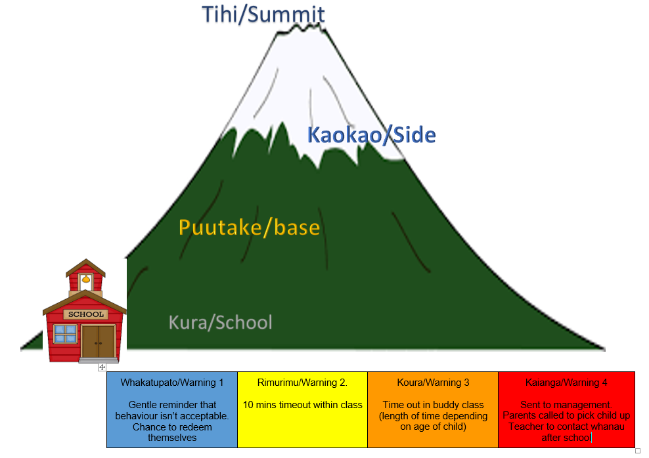 Tihi/Summit
Kaokao/Side
Puutake/base
SCHOOL
Kura/School
Whakatupato/Warning 1
Gentle reminder that
behaviour isn't acceptable.
Chance to redeem
themselves
Rimurimu/Warning 2.
10 mins timeout within class
Koura/Warning 3
Time out in buddy class
(length of time depending
on age of child)
Kaianga/Warning 4
Sent to management.
Parents called to pick child up
Teacher to contact whanau
after school